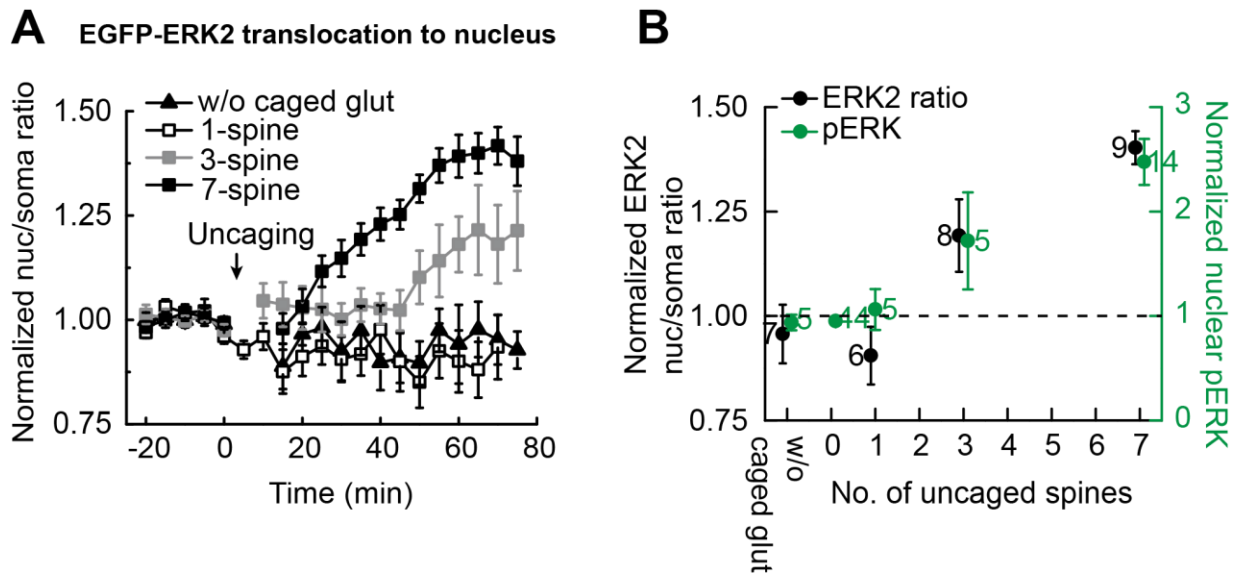 A EGFP-ERK2 translocation to nucleus
Normalized nuc/soma ratio
1.50
1.25
1.00
0.75
w/o caged glut
1-spine
3-spine
7-spine
Uncaging
-20 0 20 40 60 80
Time (min)
B
Normalized ERK2
nuc/soma ratio
1.50
1.25
1.00
0.75
ERK2 ratio
pERK
7
5
44
6
5
8
5
9
14
3
2
1
0
Normalized nuclear pERK
w/o
caged glut
0 1 2 3 4 5 6 7
No. of uncaged spines